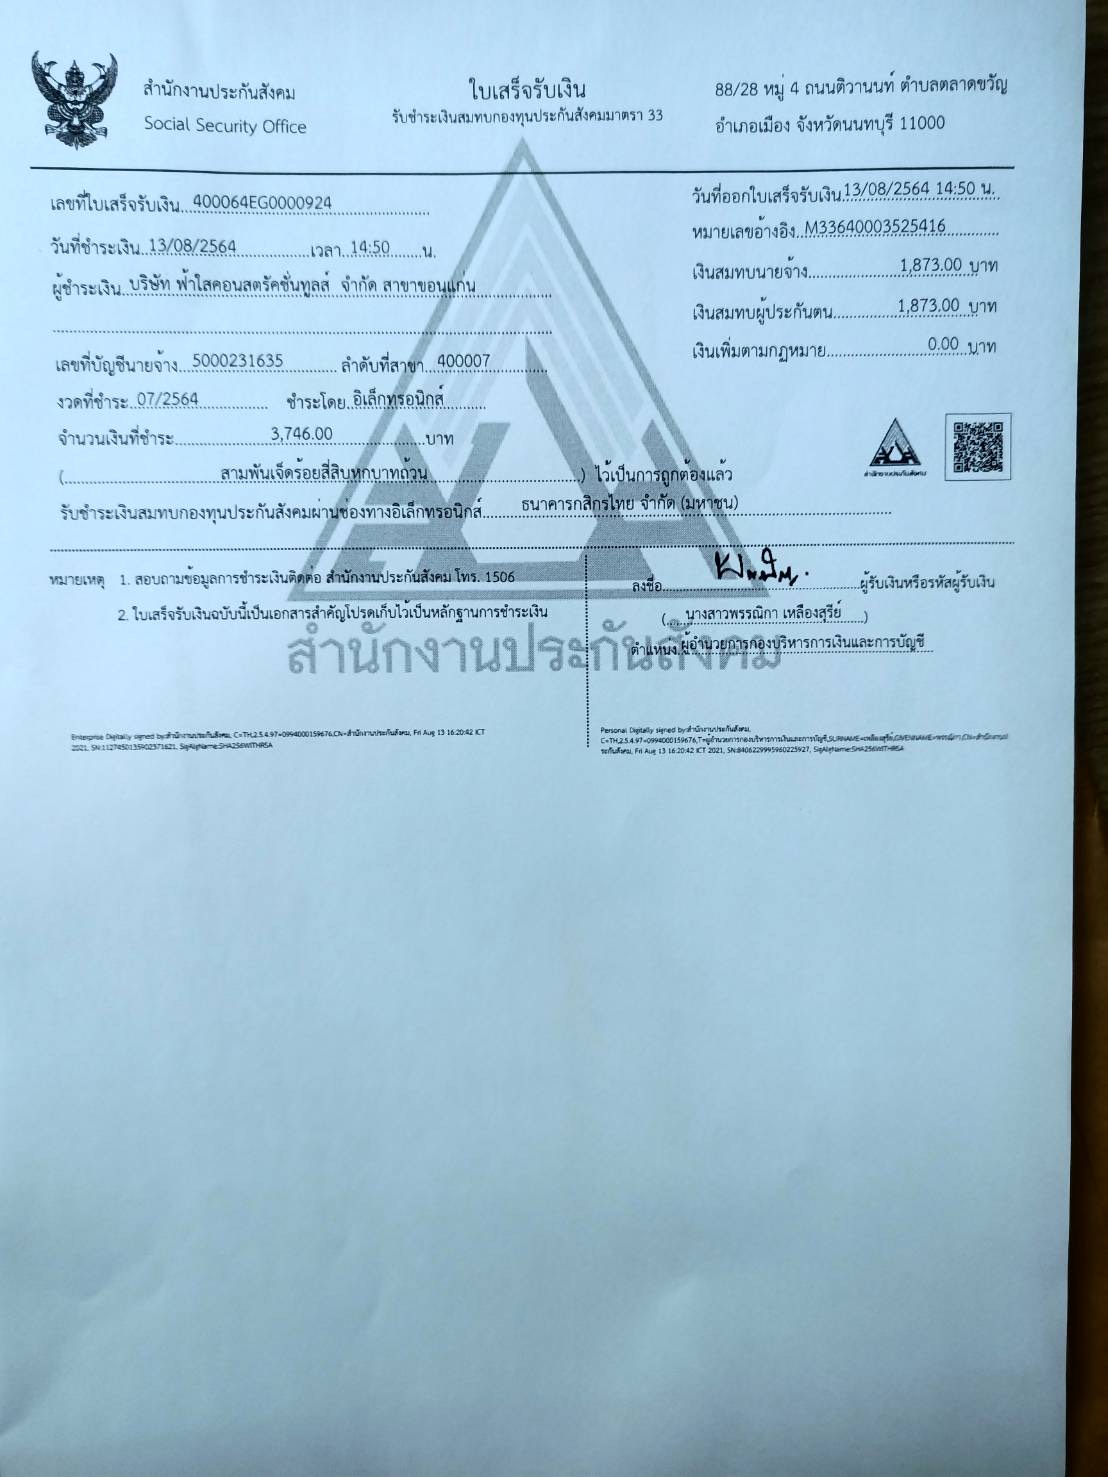 สำนักงานประกันสังคม
Social Security Office
ใบเสร็จรับเงิน
รับชำระเงินสมทบกองทุนประกันสังคมมาตรา 33
88/28 หมู่ 4 ถนนติวานนท์ ตำบลตลาดขวัญ
อำเภอเมือง จังหวัดนนทบุรี 11000
เลขที่ใบเสร็จรับเงิน 400064EG0000924
วันที่ออกใบเสร็จรับเงิน 13/08/2564 14:50 น.
วันที่ชำระเงิน 13/08/2564 เวลา 14:50 น.
หมายเลขอ้างอิง M33640003525416
ผู้ชำระเงิน บริษัท ฟ้าใสคอนสตรัคชั่นทูลส์ จำกัด สาขาขอนแก่น
เงินสมทบนายจ้าง 1,873.00 บาท
เงินสมทบผู้ประกันตน 1,873.00 บาท
เงินเพิ่มตามกฎหมาย 0.00 บาท
เลขที่บัญชีนายจ้าง 5000231635 ลำดับที่สาขา 400007
งวดที่ชำระ 07/2564 ชำระโดย อิเล็กทรอนิกส์
จำนวนเงินที่ชำระ 3,746.00 บาท
(สามพันเจ็ดร้อยสี่สิบหกบาทถ้วน) ไว้เป็นการถูกต้องแล้ว
สำนักงานประกันสังคม
รับชำระเงินสมทบกองทุนประกันสังคมผ่านช่องทางอิเล็กทรอนิกส์ ธนาคารกสิกรไทย จำกัด (มหาชน)
หมายเหตุ 1. สอบถามข้อมูลการชำระเงินติดต่อ สำนักงานประกันสังคม โทร. 1506
2. ใบเสร็จรับเงินฉบับนี้เป็นเอกสารสำคัญโปรดเก็บไว้เป็นหลักฐานการชำระเงิน
ลงชื่อ ผู้รับเงินหรือรหัสผู้รับเงิน
(นางสาวพรรณิกา เหลืองสุรีย์)
ตำแหน่ง ผู้อำนวยการกองบริหารการเงินและการบัญชี
สำนักงานประกันสังคม
Enterprise Digitally signed by:สำนักงานประกันสังคม, C=TH,2.5.4.97=0994000159676,CN=สำนักงานประกันสังคม, Fri Aug 13 16:20:42 ICT
2021, SN:1127450135902371621, SigAlgName:SHA256WITHRSA
Personal Digitally signed by:สำนักงานประกันสังคม,
C=TH,2.5.4.97=0994000159676,T=ผู้อำนวยการกองบริหารการเงินและการบัญชี,SURNAME=เหลืองสุรีย์,GIVENNAME=พรรณิกา,CN=สำนักงานป
ระกันสังคม, Fri Aug 13 16:20:42 ICT 2021, SN:8406229995960225927, SigAlgName:SHA256WITHRSA